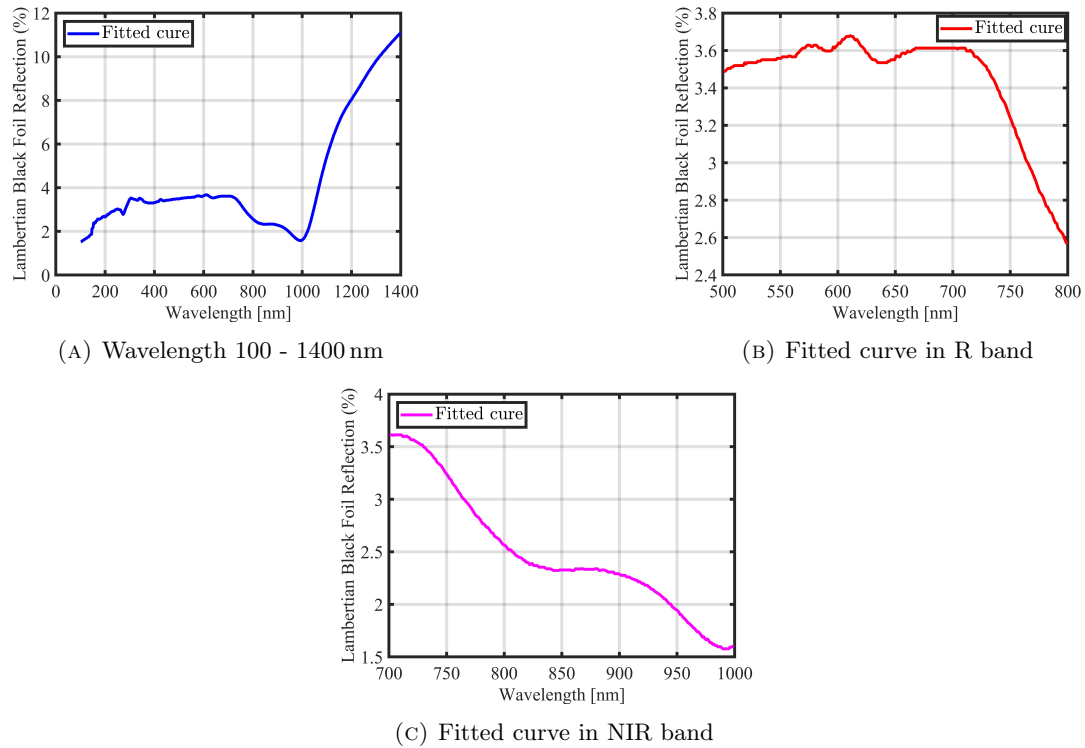 Lambertian Black Foil Reflection (%)
12
10
8
6
4
2
0
Fitted cure
0 200 400 600 800 1000 1200 1400
Wavelength [nm]
(A) Wavelength 100 - 1400 nm
Lambertian Black Foil Reflection (%)
3.8
3.6
3.4
3.2
3
2.8
2.6
2.4
Fitted cure
500 550 600 650 700 750 800
Wavelength [nm]
(B) Fitted curve in R band
Lambertian Black Foil Reflection (%)
4
3.5
3
2.5
2
1.5
Fitted cure
700 750 800 850 900 950 1000
Wavelength [nm]
(C) Fitted curve in NIR band